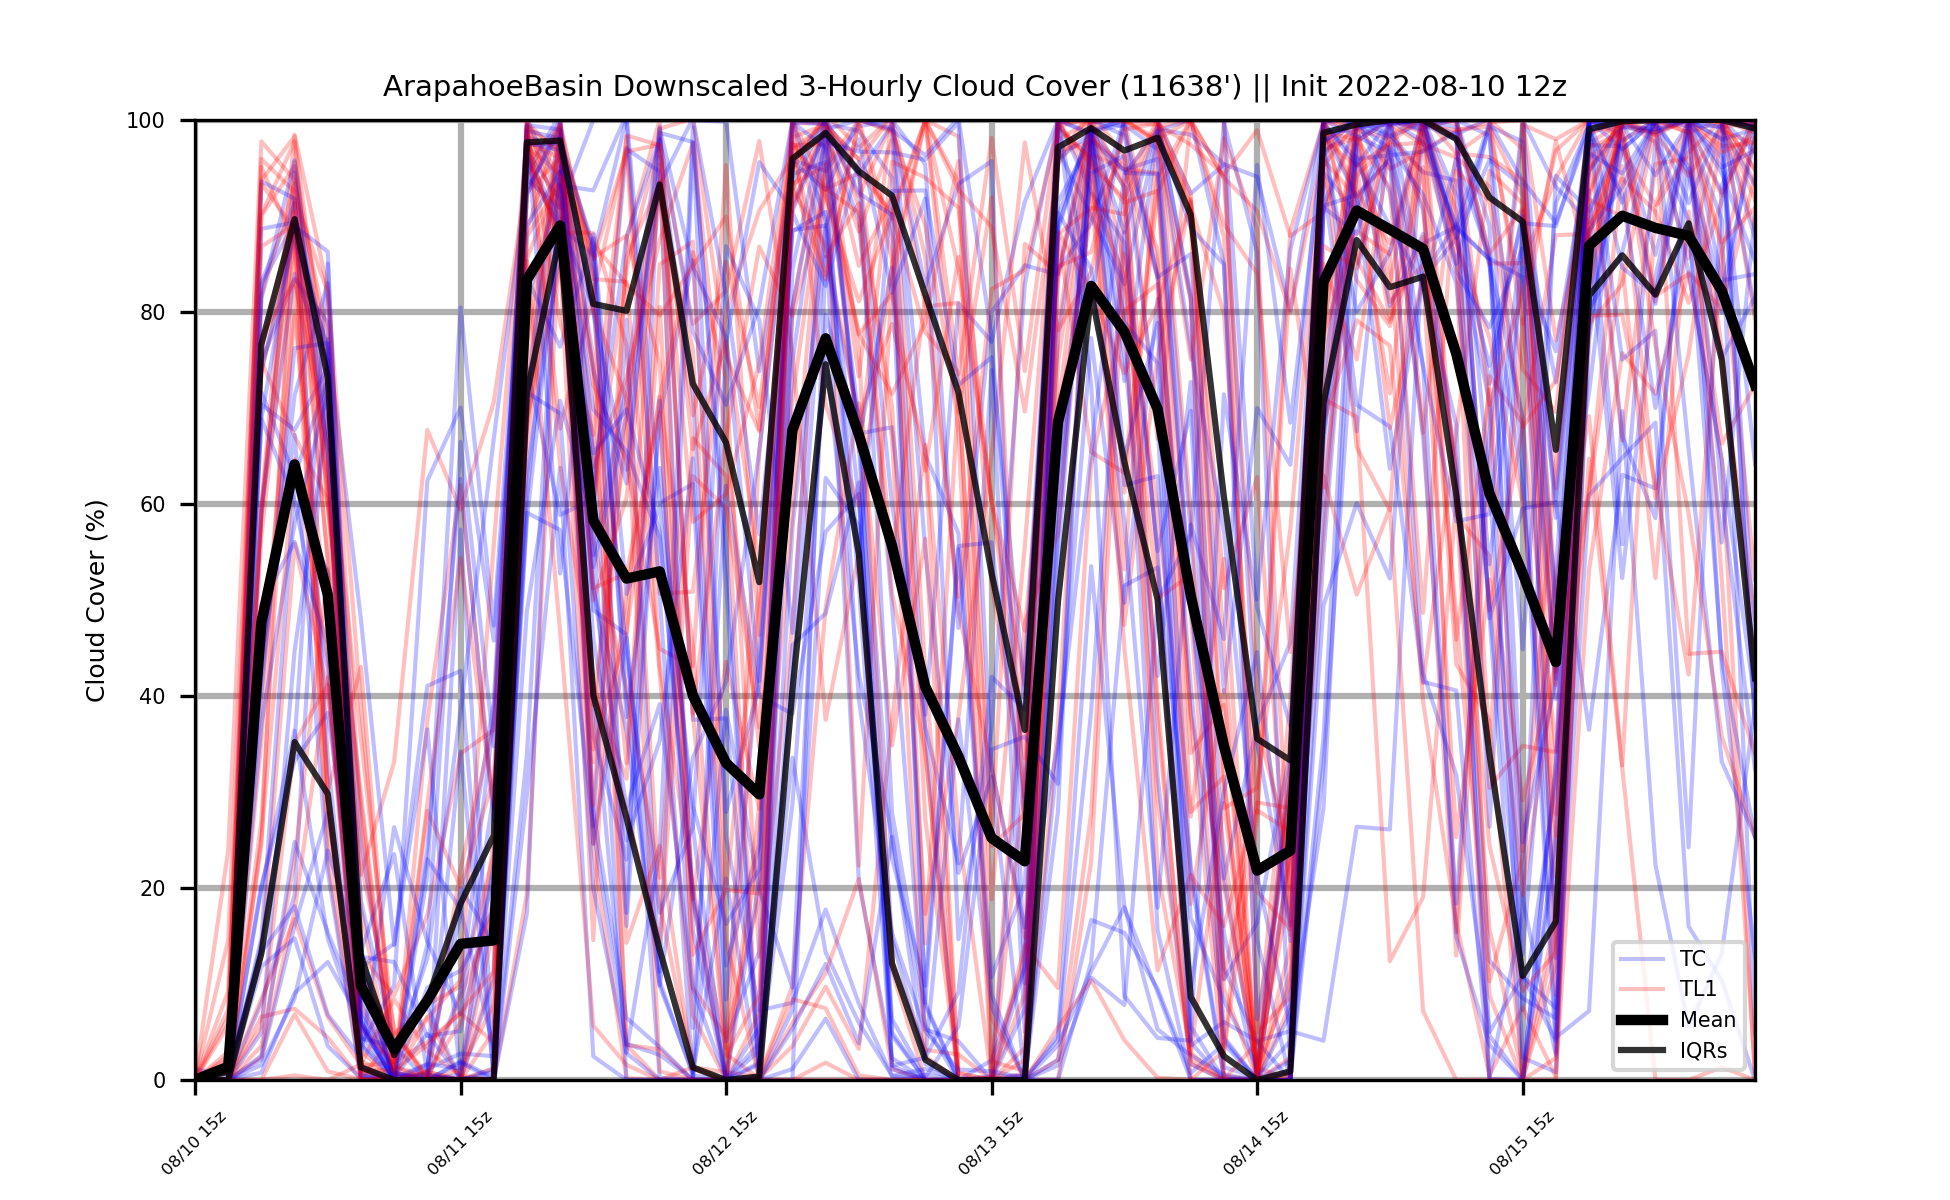 ArapahoeBasin Downscaled 3-Hourly Cloud Cover (11638') || Init 2022-08-10 12z
Cloud Cover (%)
100
80
60
40
20
0
08/10 15z
08/11 15z
08/12 15z
08/13 15z
08/14 15z
08/15 15z
TC
TL1
Mean
IQRs